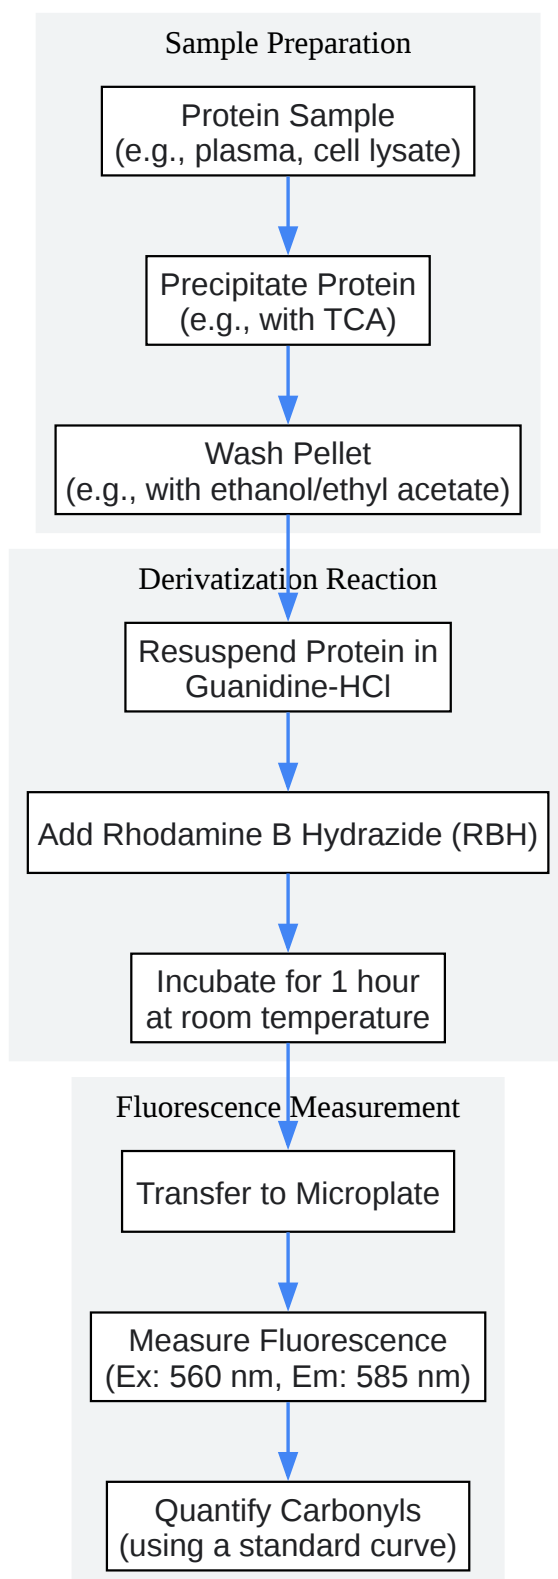 Sample Preparation
Protein Sample
(e.g., plasma, cell lysate)
Precipitate Protein
(e.g., with TCA)
Wash Pellet
(e.g., with ethanol/ethyl acetate)
Derivatization Reaction
Resuspend Protein in
Guanidine-HCl
Add Rhodamine B Hydrazide (RBH)
Incubate for 1 hour
at room temperature
Fluorescence Measurement
Transfer to Microplate
Measure Fluorescence
(Ex: 560 nm, Em: 585 nm)
Quantify Carbonyls
(using a standard curve)